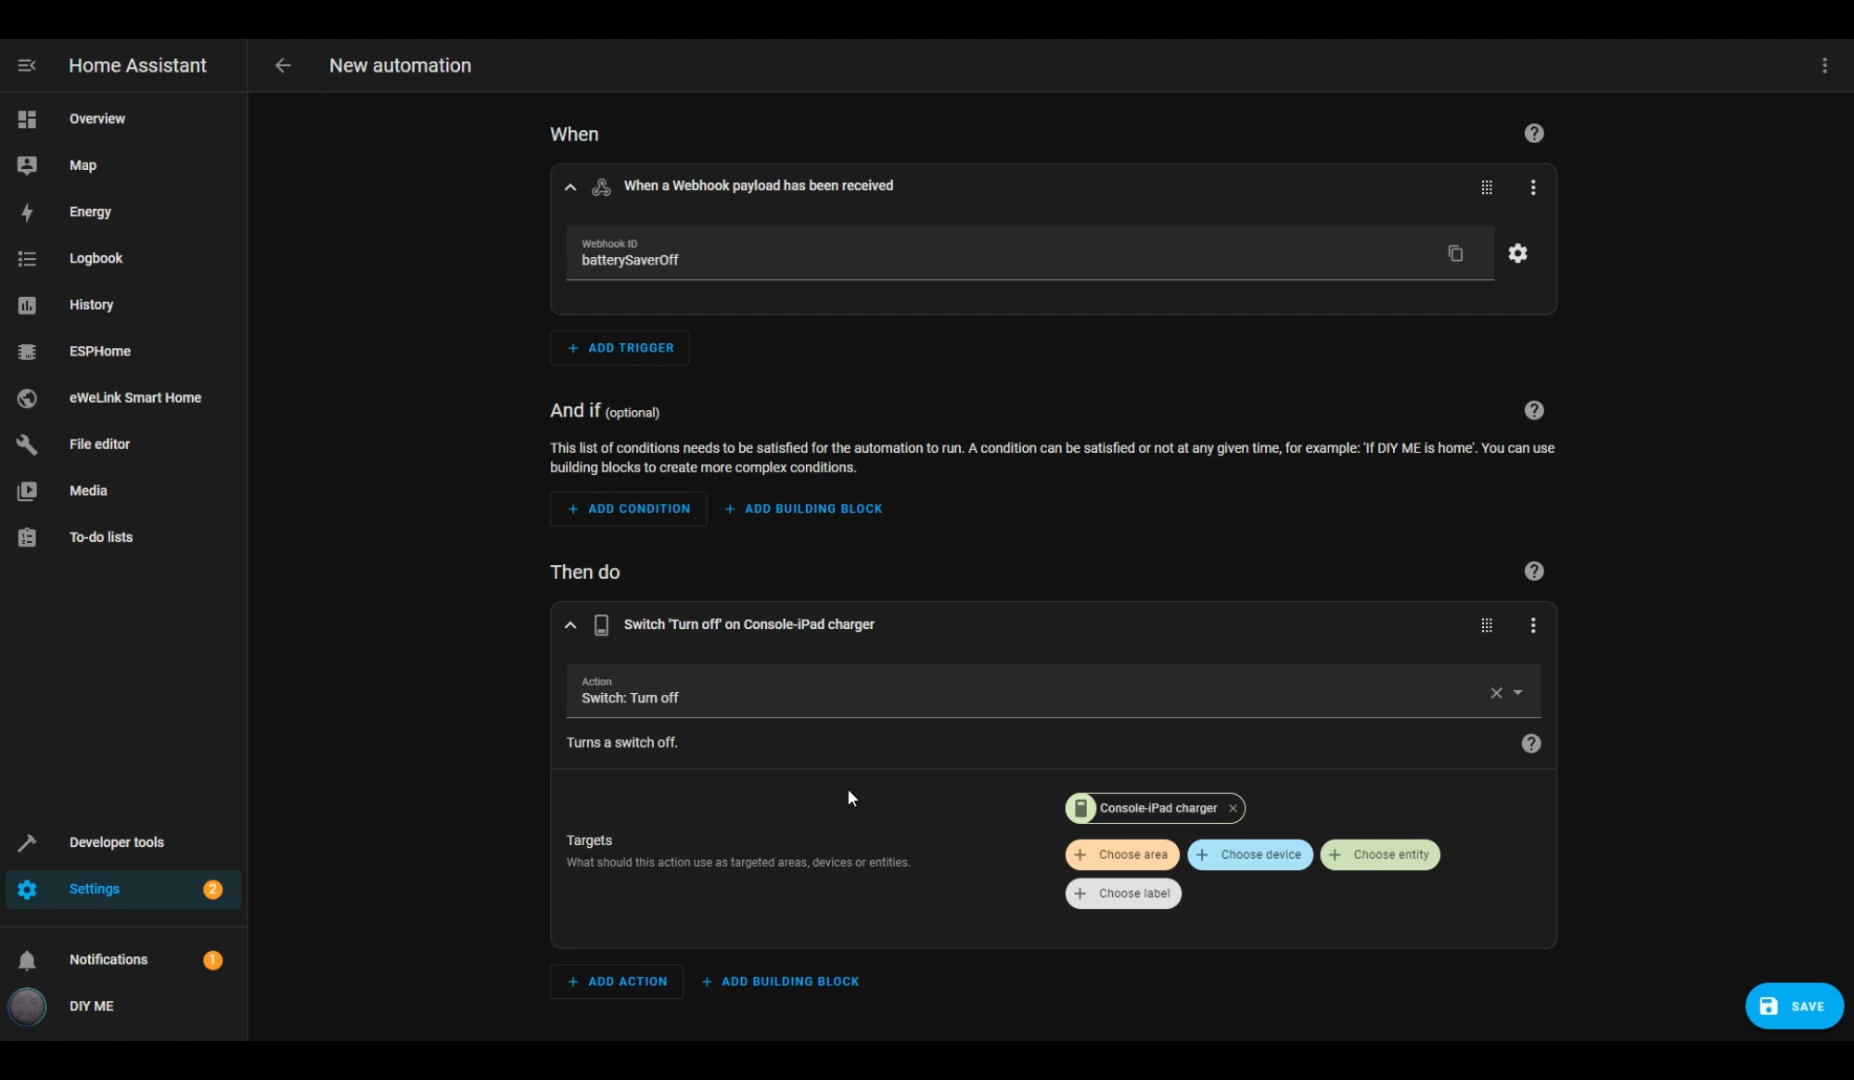 Home Assistant
New automation
Overview
Map
Energy
Logbook
History
ESPHome
eWeLink Smart Home
File editor
Media
To-do lists
Developer tools
Settings 2
Notifications 1
DIY ME
When
When a Webhook payload has been received
Webhook ID
batterySaverOff
+ ADD TRIGGER
And if (optional)
This list of conditions needs to be satisfied for the automation to run. A condition can be satisfied or not at any given time, for example: 'If DIY ME is home'. You can use
building blocks to create more complex conditions.
+ ADD CONDITION + ADD BUILDING BLOCK
Then do
Switch 'Turn off' on Console-iPad charger
Action
Switch: Turn off
Turns a switch off.
Console-iPad charger
Targets
What should this action use as targeted areas, devices or entities.
+ Choose area + Choose device + Choose entity
+ Choose label
+ ADD ACTION + ADD BUILDING BLOCK
SAVE